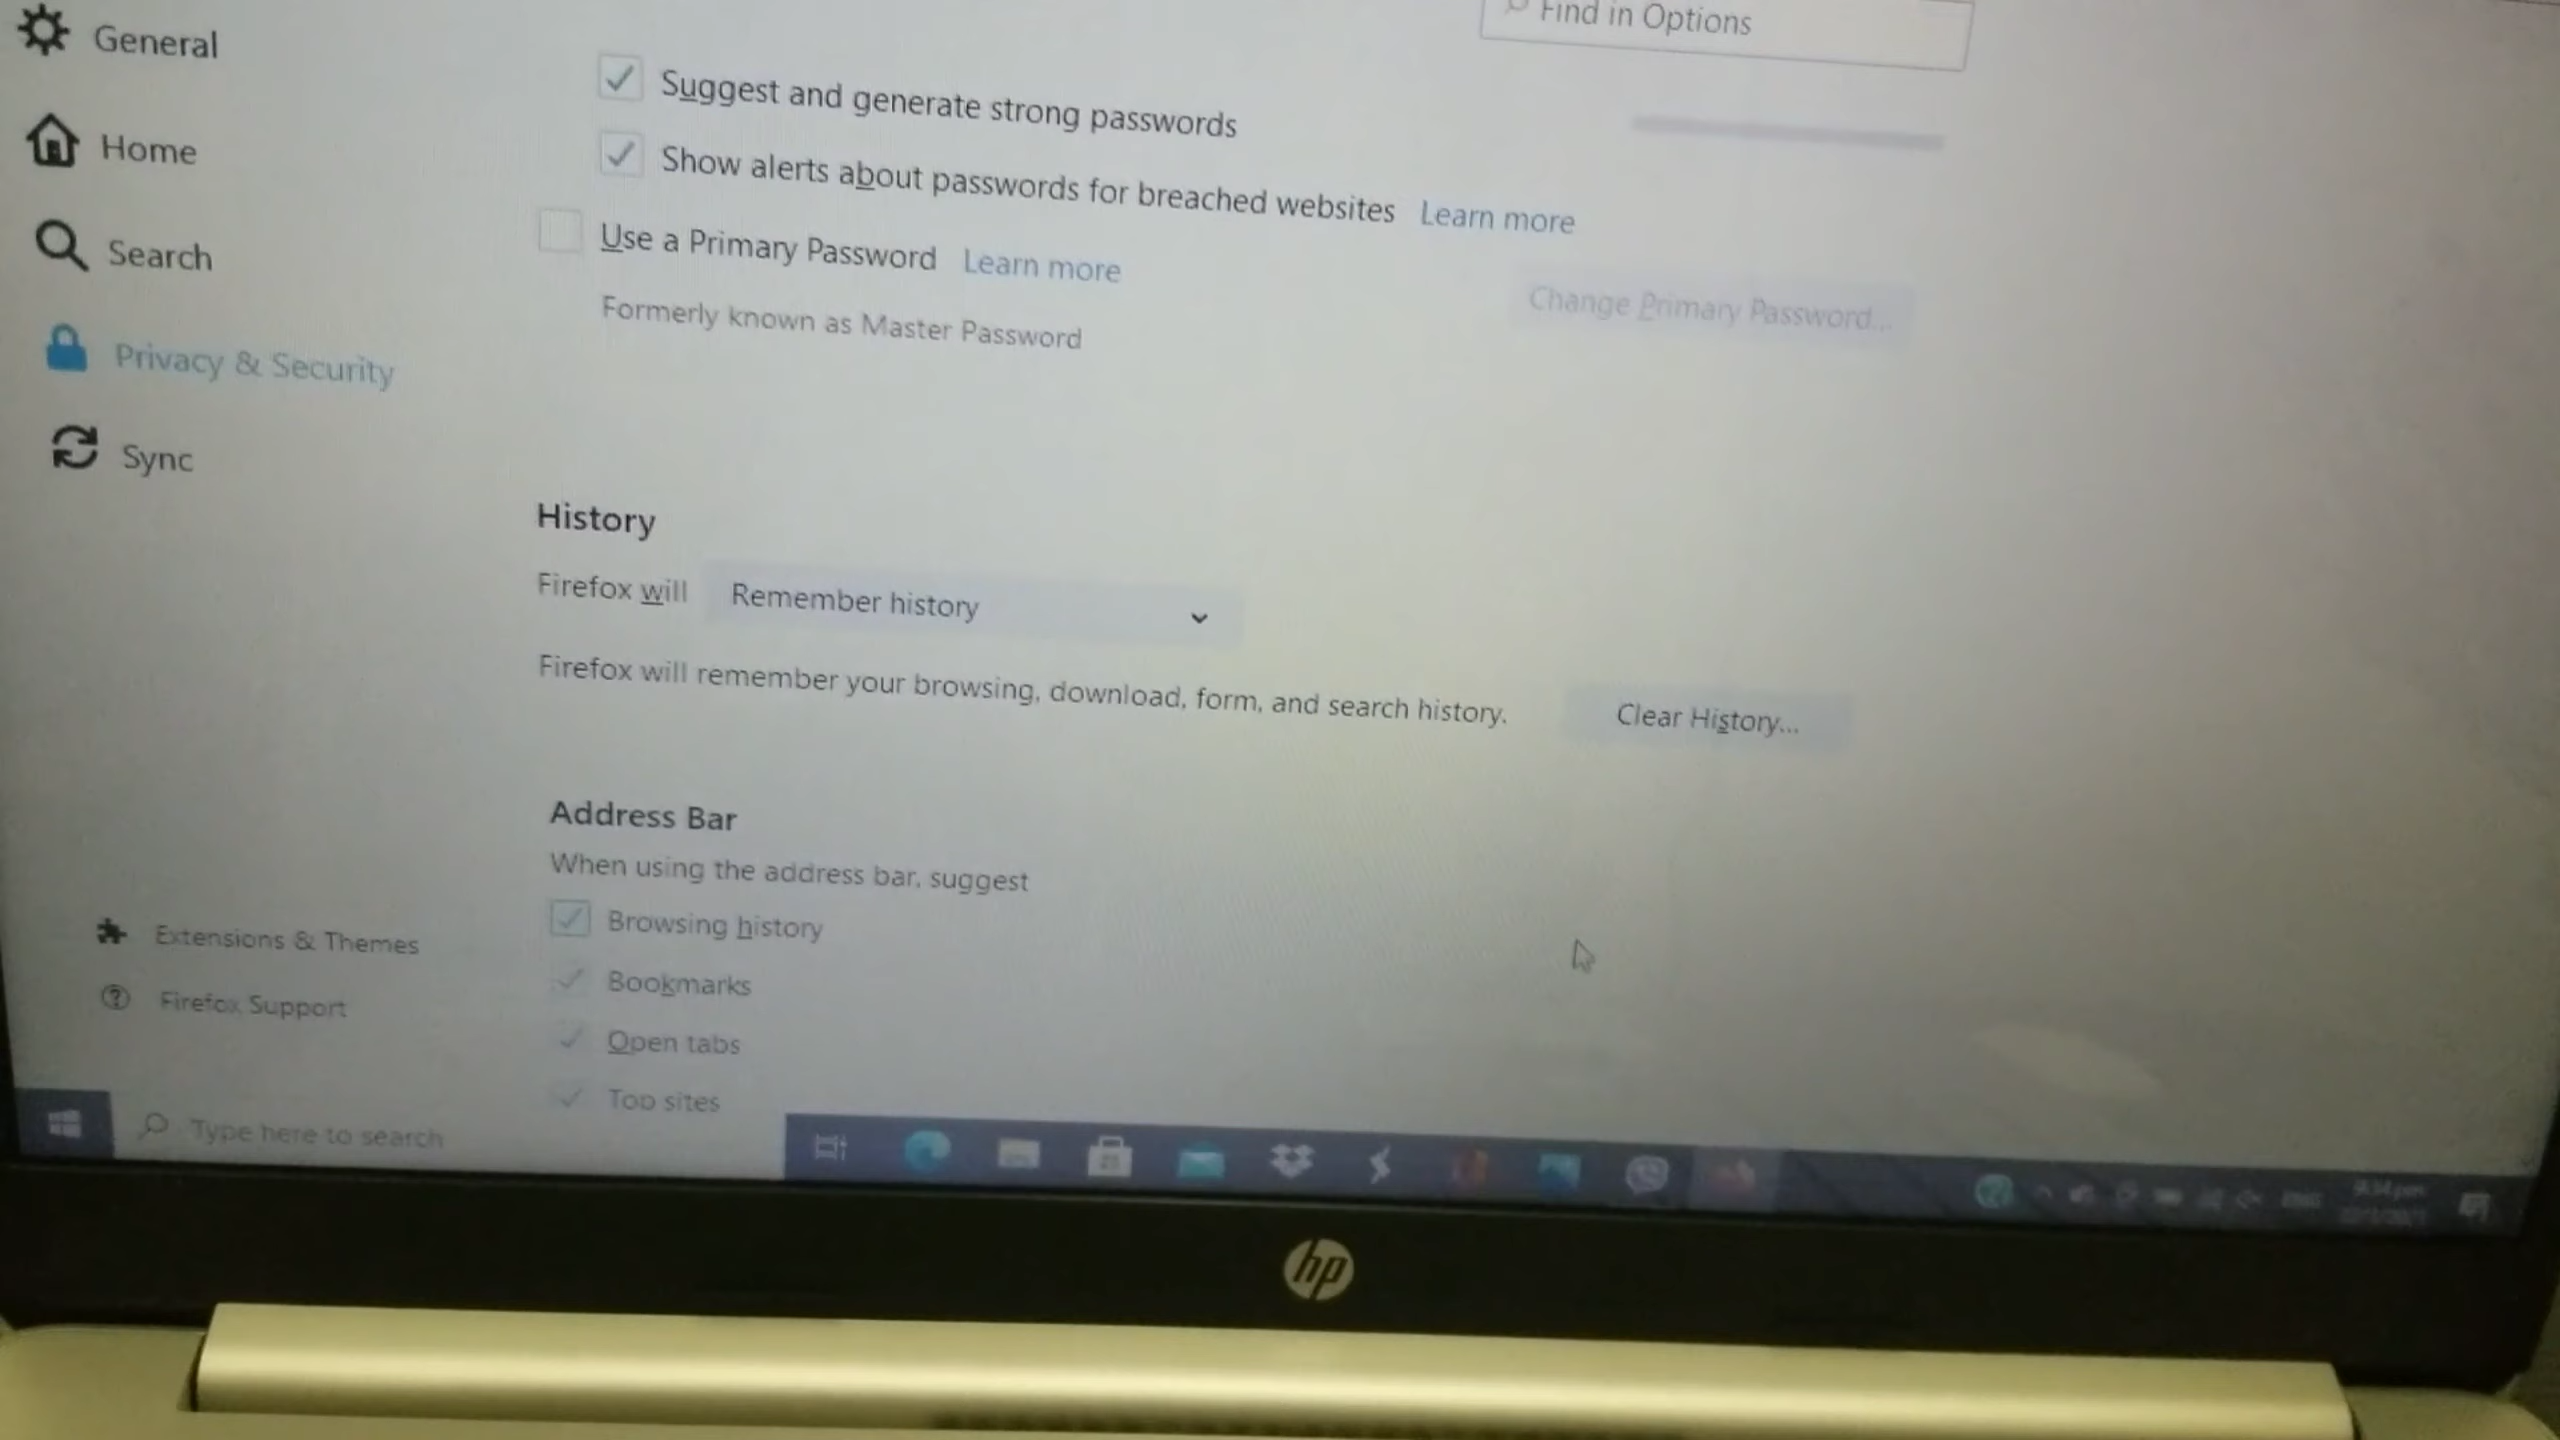 General
Home
Search
Privacy & Security
Sync
Extensions & Themes
Firefox Support
Find in Options
Suggest and generate strong passwords
Show alerts about passwords for breached websites Learn more
Use a Primary Password Learn more
Change Primary Password...
Formerly known as Master Password
History
Firefox will Remember history
Firefox will remember your browsing, download, form, and search history.
Clear History...
Address Bar
When using the address bar, suggest
Browsing history
Bookmarks
Open tabs
Top sites
Type here to search
hp